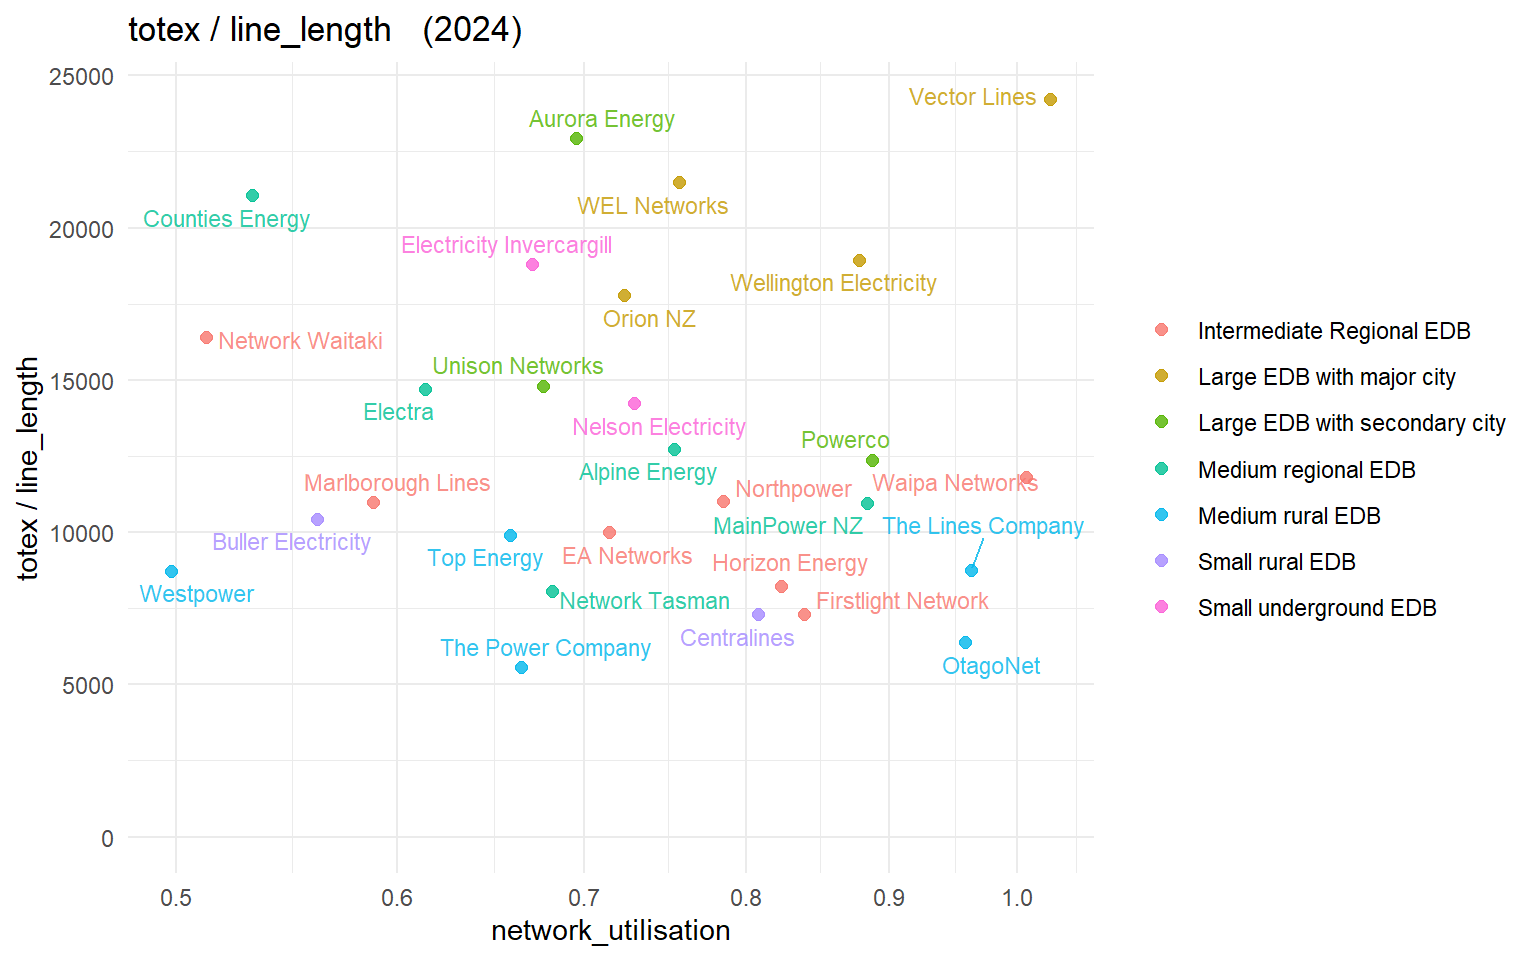 totex / line_length (2024)
25000
20000
15000
10000
5000
0
totex / line_length
Vector Lines
Aurora Energy
WEL Networks
Counties Energy
Electricity Invercargill
Wellington Electricity
Orion NZ
Network Waitaki
Unison Networks
Electra
Nelson Electricity
Powerco
Alpine Energy
Marlborough Lines
Northpower
Waipa Networks
MainPower NZ
The Lines Company
Buller Electricity
Top Energy
EA Networks
Horizon Energy
Westpower
Network Tasman
Firstlight Network
Centralines
The Power Company
OtagoNet
0.5
0.6
0.7
0.8
0.9
1.0
network_utilisation
Intermediate Regional EDB
Large EDB with major city
Large EDB with secondary city
Medium regional EDB
Medium rural EDB
Small rural EDB
Small underground EDB